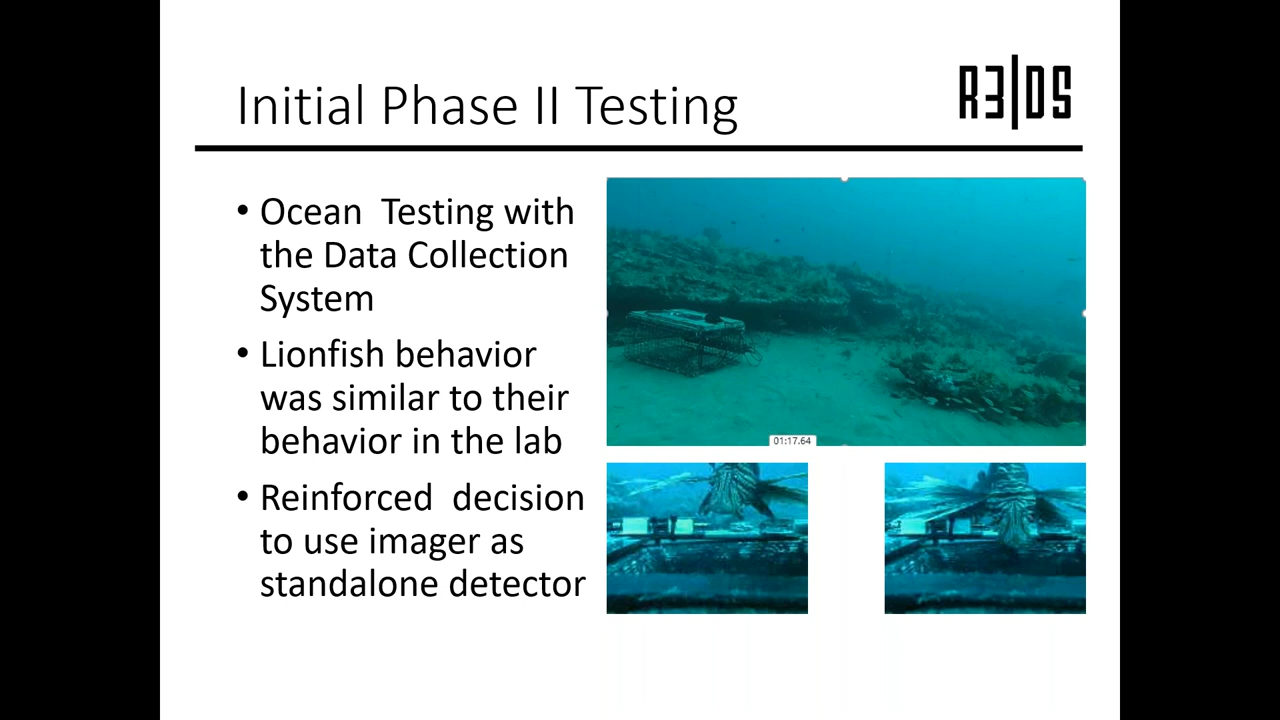 Initial Phase II Testing
R3|DS
• Ocean  Testing with
the Data Collection
System
• Lionfish behavior
was similar to their
behavior in the lab
• Reinforced  decision
to use imager as
standalone detector
01:17.64